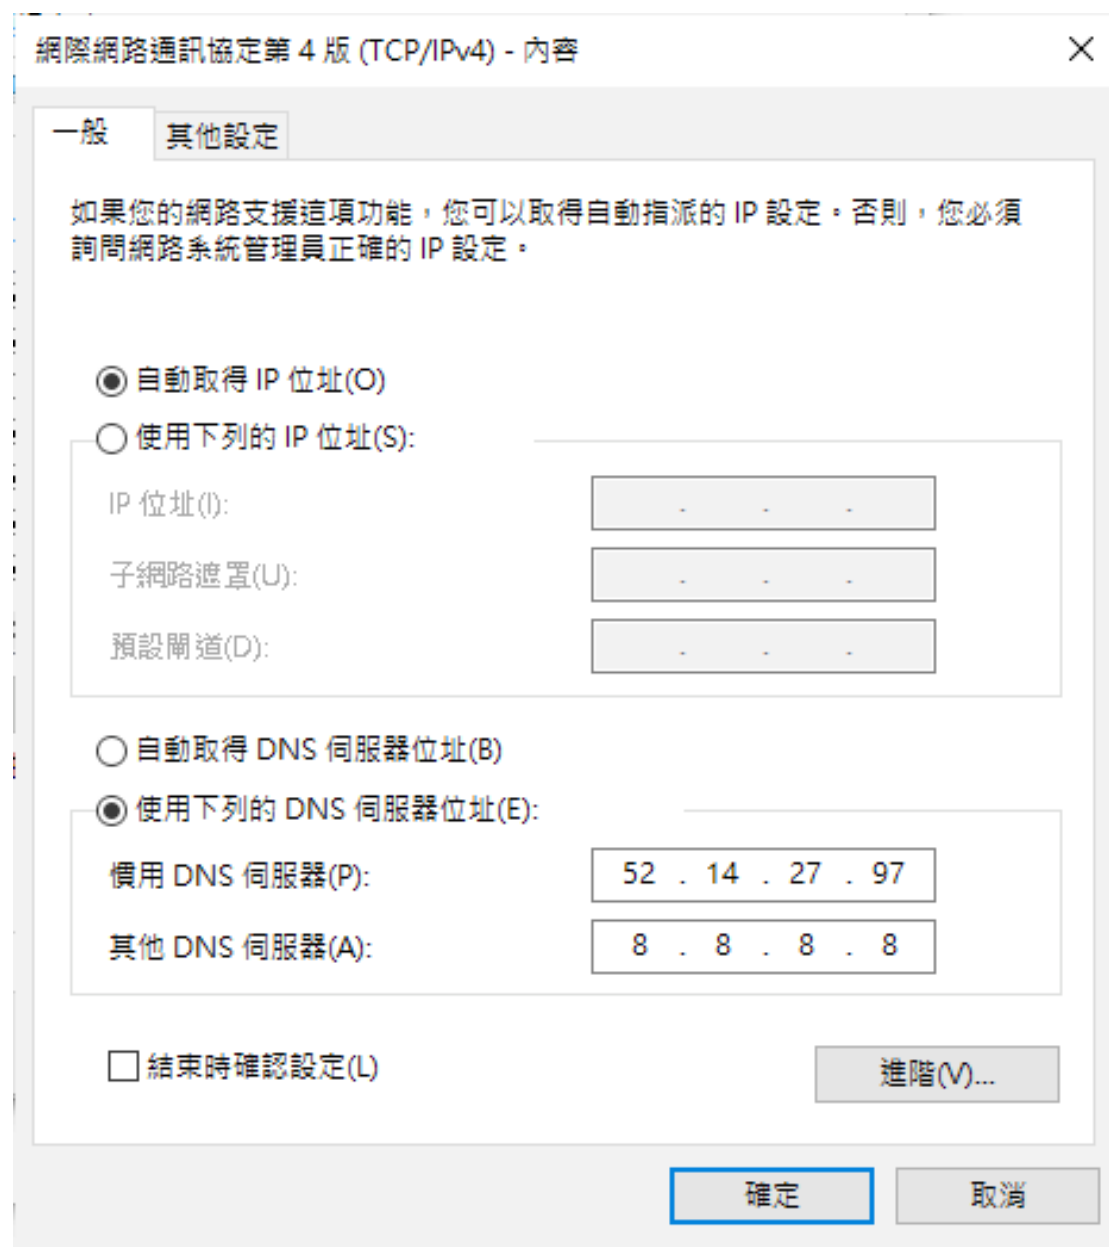 網際網路通訊協定第 4 版 (TCP/IPv4) - 內容
一般
其他設定
如果您的網路支援這項功能，您可以取得自動指派的 IP 設定。否則，您必須
詢問網路系統管理員正確的 IP 設定。
自動取得 IP 位址(O)
使用下列的 IP 位址(S):
IP 位址(I):
. . .
子網路遮罩(U):
. . .
預設閘道(D):
. . .
自動取得 DNS 伺服器位址(B)
使用下列的 DNS 伺服器位址(E):
慣用 DNS 伺服器(P):
52 . 14 . 27 . 97
其他 DNS 伺服器(A):
8 . 8 . 8 . 8
結束時確認設定(L)
進階(V)...
確定
取消